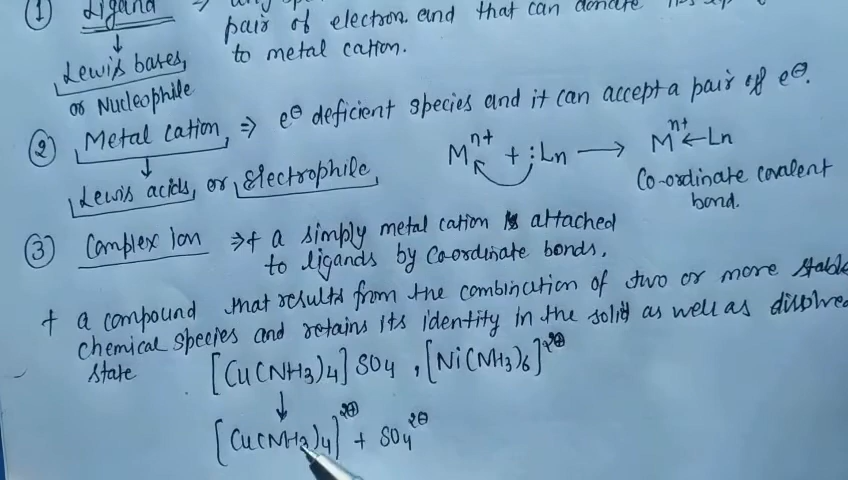 ① Ligand ⇒ any
pair of electron and that can donate
to metal cation.
↓
Lewis bases,
or Nucleophile
② Metal cation, ⇒ e⊖ deficient species and it can accept a pair of e⊖.
↓
Lewis acids, or Electrophile,
Mⁿ⁺ + :Ln → Mⁿ⁺←Ln
Co-ordinate covalent
bond.
③ Complex Ion ⇒+ a simply metal cation is attached
to ligands by Co-ordinate bonds.
+ a compound that results from the combination of two or more stable
chemical species and retains its identity in the solid as well as dissolved
state
[Cu(NH3)4] SO4 , [Ni(NH3)6]²⊕
↓
[Cu(NH3)4]²⊕ + SO4²⊖